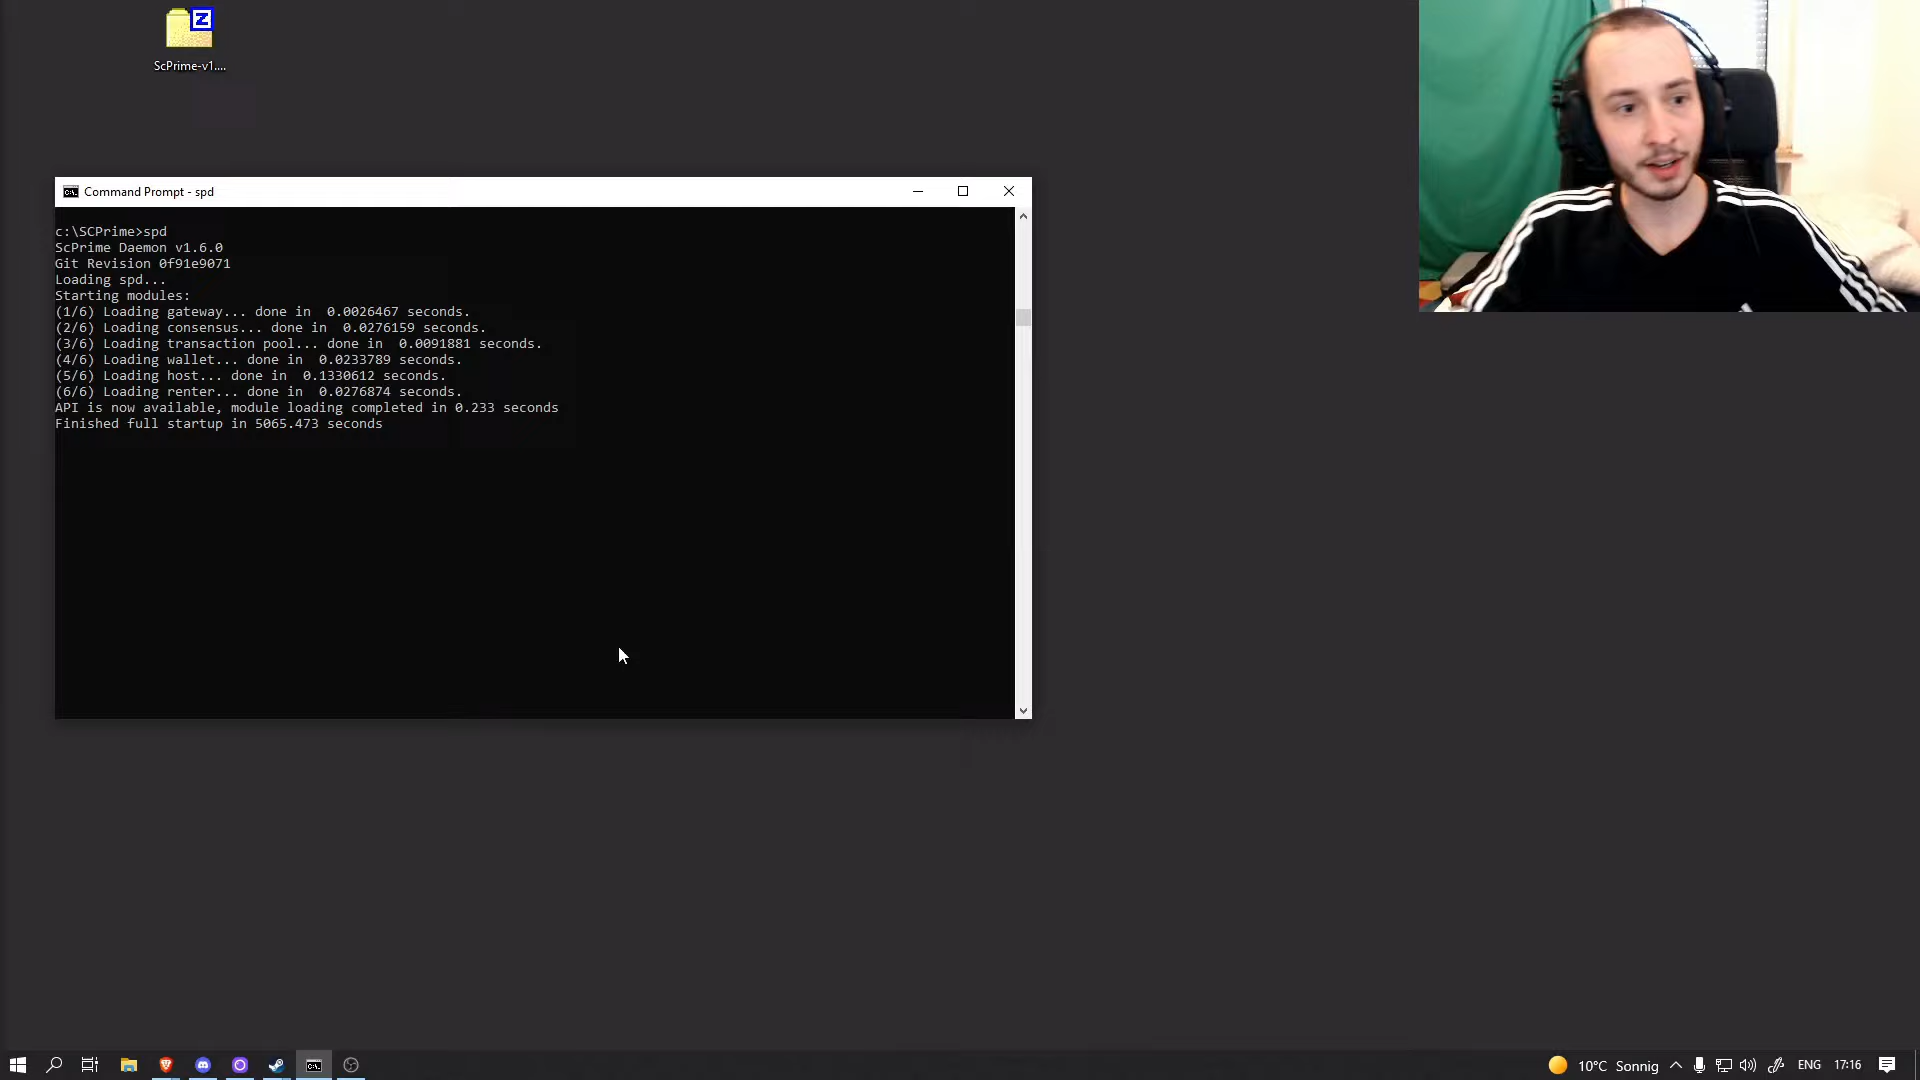 ScPrime-v1....
Command Prompt - spd
c:\SCPrime>spd
ScPrime Daemon v1.6.0
Git Revision 0f91e9071
Loading spd...
Starting modules:
(1/6) Loading gateway... done in  0.0026467 seconds.
(2/6) Loading consensus... done in  0.0276159 seconds.
(3/6) Loading transaction pool... done in  0.0091881 seconds.
(4/6) Loading wallet... done in  0.0233789 seconds.
(5/6) Loading host... done in  0.1330612 seconds.
(6/6) Loading renter... done in  0.0276874 seconds.
API is now available, module loading completed in 0.233 seconds
Finished full startup in 5065.473 seconds
10°C Sonnig ENG 17:16